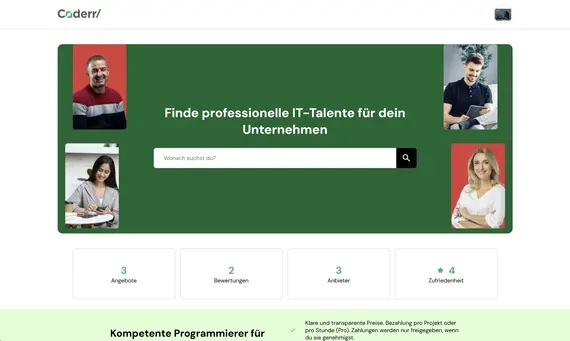 Coderr/
Finde professionelle IT-Talente für dein
Unternehmen
Wonach suchst du?
3
Angebote
2
Bewertungen
3
Anbieter
4
Zufriedenheit
Kompetente Programmierer für
Klare und transparente Preise. Bezahlung pro Projekt oder
pro Stunde (Pro). Zahlungen werden nur freigegeben, wenn
du sie genehmigst.